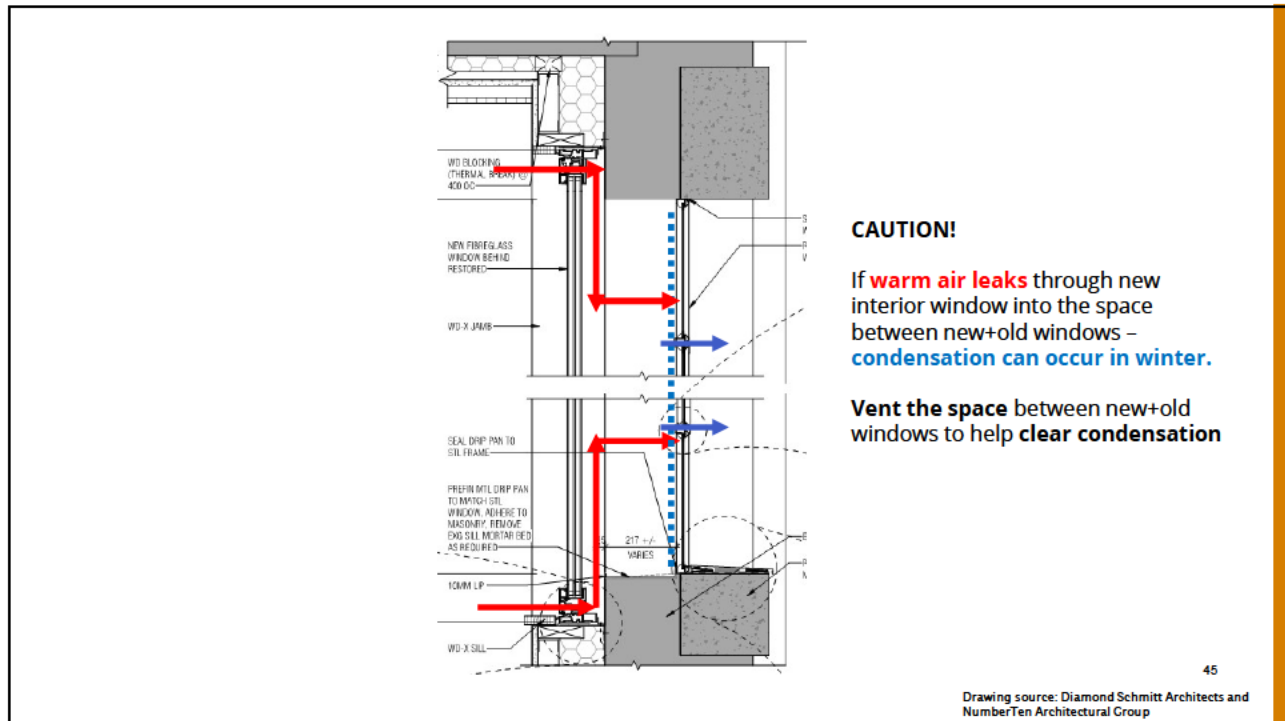 WD BLOCKING
(THERMAL BREAK) @
400 OC
NEW FIBREGLASS
WINDOW BEHIND
RESTORED
WD-X JAMB
SEAL DRIP PAN TO
STL FRAME
PREFIN MTL DRIP PAN
TO MATCH STL
WINDOW. ADHERE TO
MASONRY. REMOVE
EXG SILL MORTAR BED
AS REQUIRED
10MM LIP
WD-X SILL
217 +/-
VARIES
CAUTION!
If warm air leaks through new
interior window into the space
between new+old windows –
condensation can occur in winter.
Vent the space between new+old
windows to help clear condensation
45
Drawing source: Diamond Schmitt Architects and
NumberTen Architectural Group